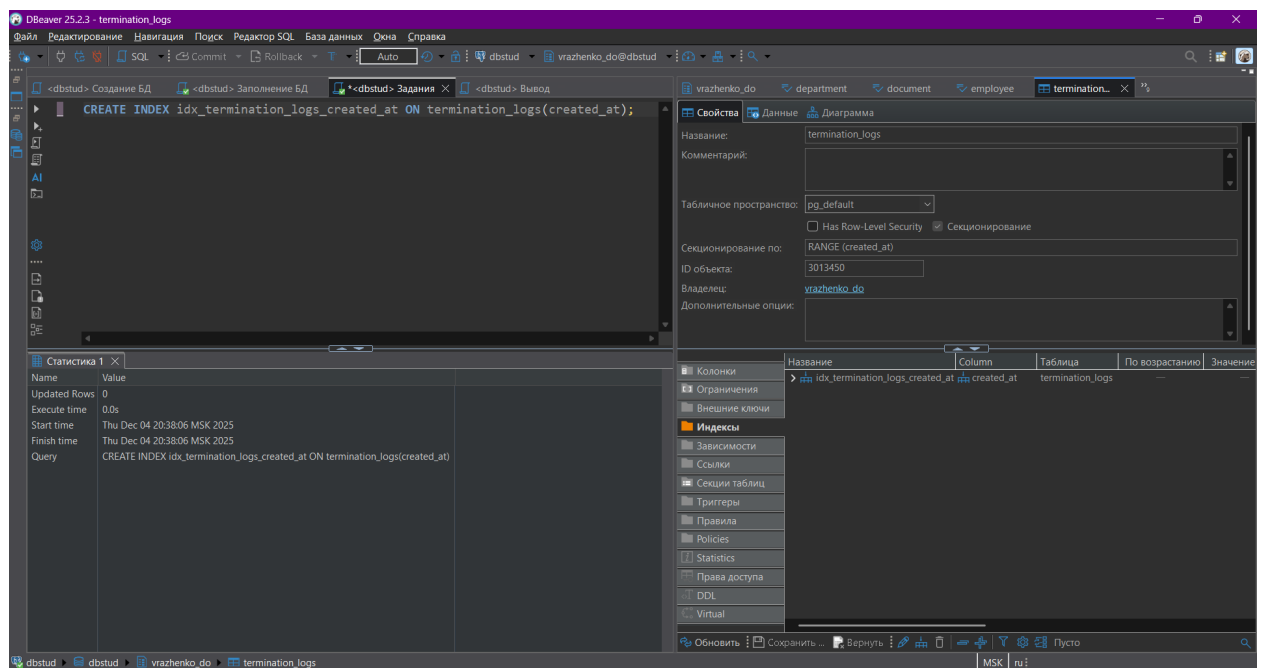 DBeaver 25.2.3 - termination_logs
Файл Редактирование Навигация Поиск Редактор SQL База данных Окна Справка
SQL Commit Rollback T Auto dbstud vrazhenko_do@dbstud
<dbstud> Создание БД <dbstud> Заполнение БД *<dbstud> Задания <dbstud> Вывод
CREATE INDEX idx_termination_logs_created_at ON termination_logs(created_at);
AI
Статистика 1
Name Value
Updated Rows 0
Execute time 0.0s
Start time Thu Dec 04 20:38:06 MSK 2025
Finish time Thu Dec 04 20:38:06 MSK 2025
Query CREATE INDEX idx_termination_logs_created_at ON termination_logs(created_at)
vrazhenko_do department document employee termination... »₂
Свойства Данные Диаграмма
Название: termination_logs
Комментарий:
Табличное пространство: pg_default
Has Row-Level Security Секционирование
Секционирование по: RANGE (created_at)
ID объекта: 3013450
Владелец: vrazhenko_do
Дополнительные опции:
Колонки
Ограничения
Внешние ключи
Индексы
Зависимости
Ссылки
Секции таблиц
Триггеры
Правила
Policies
Statistics
Права доступа
DDL
Virtual
Название Column Таблица По возрастанию Значение
idx_termination_logs_created_at created_at termination_logs
Обновить Сохранить ... Вернуть Пусто
dbstud dbstud vrazhenko_do termination_logs
MSK ru